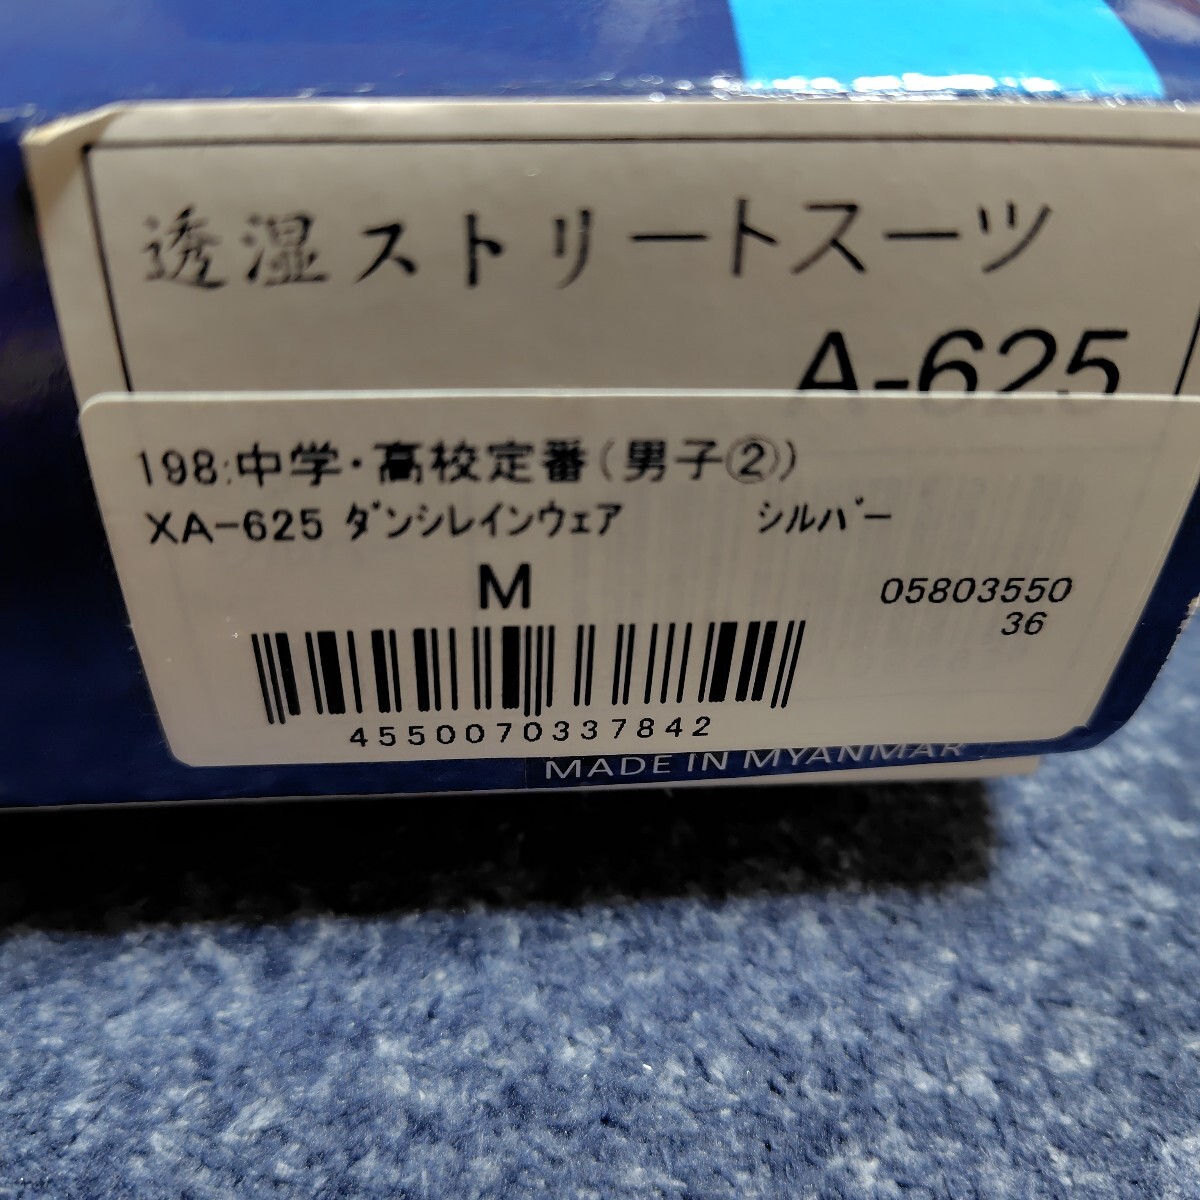 透湿ストリートスーツ
A-625
198:中学・高校定番(男子②)
XA-625 ダンシレインウェア シルバー
M
05803550
36
4550070337842
MADE IN MYANMAR